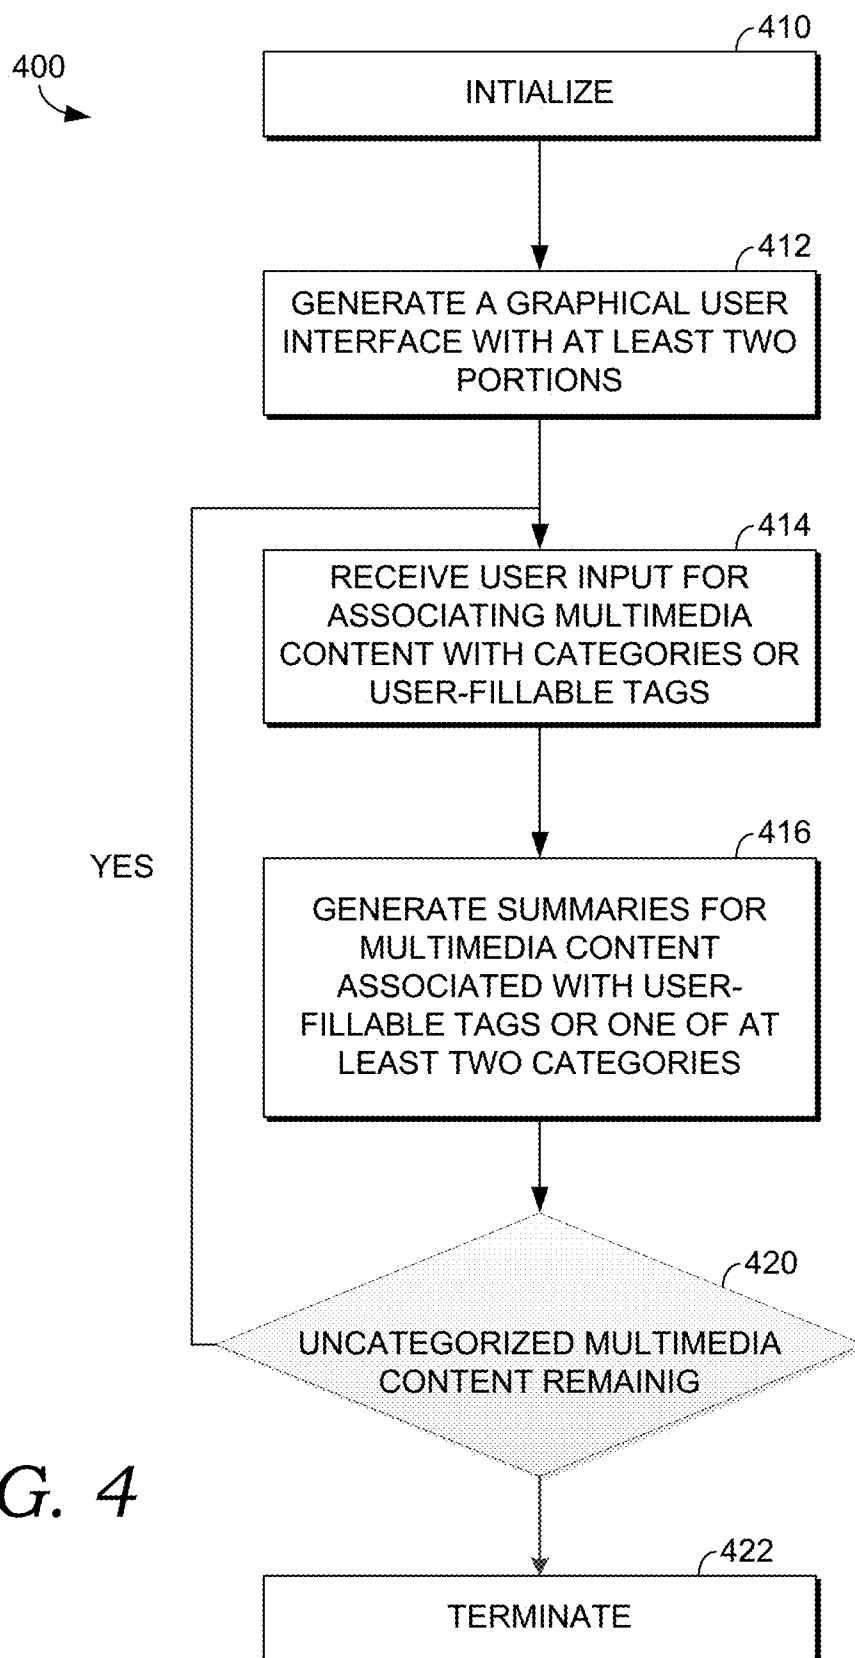 410
400
INTIALIZE
412
GENERATE A GRAPHICAL USER
INTERFACE WITH AT LEAST TWO
PORTIONS
414
RECEIVE USER INPUT FOR
ASSOCIATING MULTIMEDIA
CONTENT WITH CATEGORIES OR
USER-FILLABLE TAGS
416
YES
GENERATE SUMMARIES FOR
MULTIMEDIA CONTENT
ASSOCIATED WITH USER-
FILLABLE TAGS OR ONE OF AT
LEAST TWO CATEGORIES
420
UNCATEGORIZED MULTIMEDIA
CONTENT REMAINIG
G. 4
422
TERMINATE